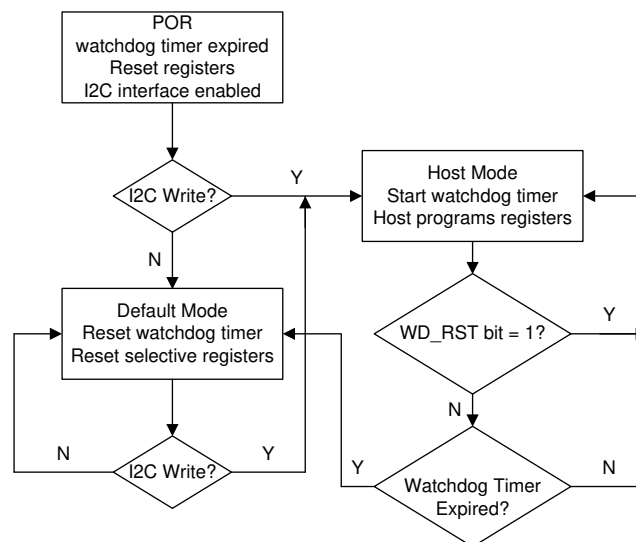 POR
watchdog timer expired
Reset registers
I2C interface enabled
I2C Write?
Y
N
Host Mode
Start watchdog timer
Host programs registers
Default Mode
Reset watchdog timer
Reset selective registers
WD_RST bit = 1?
Y
N
I2C Write?
N
Y
Watchdog Timer
Expired?
Y
N